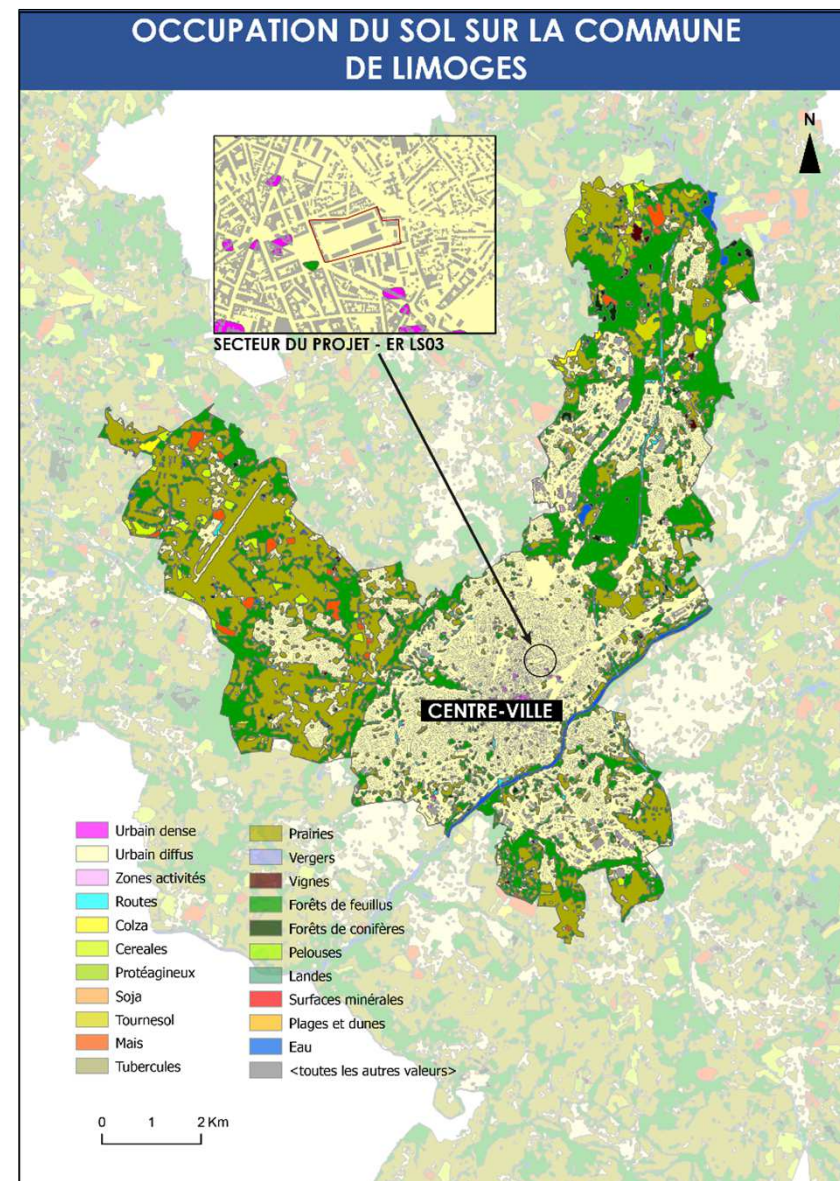 OCCUPATION DU SOL SUR LA COMMUNE
DE LIMOGES
N
SECTEUR DU PROJET - ER LS03
CENTRE-VILLE
Urbain dense
Urbain diffus
Zones activités
Routes
Colza
Cereales
Protéagineux
Soja
Tournesol
Mais
Tubercules
Prairies
Vergers
Vignes
Forêts de feuillus
Forêts de conifères
Pelouses
Landes
Surfaces minérales
Plages et dunes
Eau
<toutes les autres valeurs>
0 1 2 Km